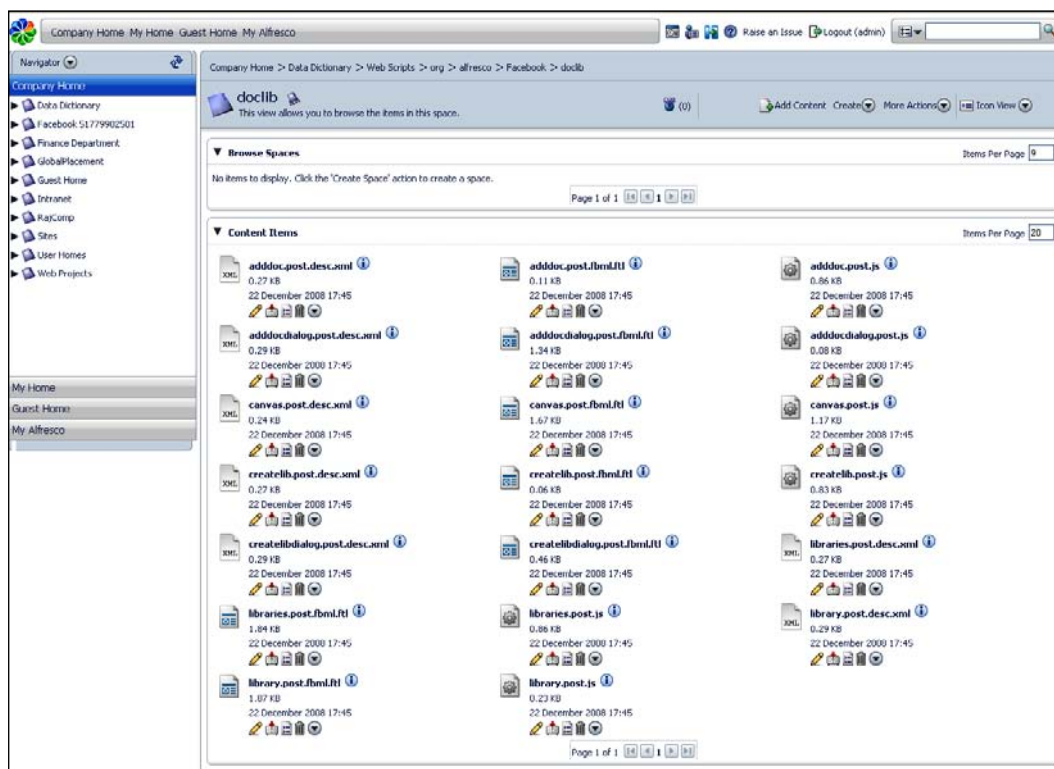 Company Home My Home Guest Home My Alfresco
Raise an Issue Logout (admin)
Navigator
Company Home
Data Dictionary
Facebook 51779902501
Finance Department
GlobalPlacement
Guest Home
Intranet
RajComp
Sites
User Homes
Web Projects
My Home
Guest Home
My Alfresco
Company Home > Data Dictionary > Web Scripts > org > alfresco > Facebook > doclib
doclib
This view allows you to browse the items in this space.
(0)
Add Content Create More Actions Icon View
Browse Spaces Items Per Page 9
No items to display. Click the 'Create Space' action to create a space.
Page 1 of 1 1
Content Items Items Per Page 20
XML adddoc.post.desc.xml adddoc.post.fbml.ftl adddoc.post.js
0.27 KB 0.11 KB 0.86 KB
22 December 2008 17:45 22 December 2008 17:45 22 December 2008 17:45
XML adddocdialog.post.desc.xml adddocdialog.post.fbml.ftl adddocdialog.post.js
0.29 KB 1.34 KB 0.08 KB
22 December 2008 17:45 22 December 2008 17:45 22 December 2008 17:45
XML canvas.post.desc.xml canvas.post.fbml.ftl canvas.post.js
0.24 KB 1.67 KB 1.17 KB
22 December 2008 17:45 22 December 2008 17:45 22 December 2008 17:45
XML createlib.post.desc.xml createlib.post.fbml.ftl createlib.post.js
0.27 KB 0.06 KB 0.83 KB
22 December 2008 17:45 22 December 2008 17:45 22 December 2008 17:45
XML createlibdialog.post.desc.xml createlibdialog.post.fbml.ftl XML libraries.post.desc.xml
0.29 KB 0.46 KB 0.27 KB
22 December 2008 17:45 22 December 2008 17:45 22 December 2008 17:45
libraries.post.fbml.ftl libraries.post.js XML library.post.desc.xml
1.84 KB 0.86 KB 0.29 KB
22 December 2008 17:45 22 December 2008 17:45 22 December 2008 17:45
library.post.fbml.ftl library.post.js
1.87 KB 0.23 KB
22 December 2008 17:45 22 December 2008 17:45
Page 1 of 1 1